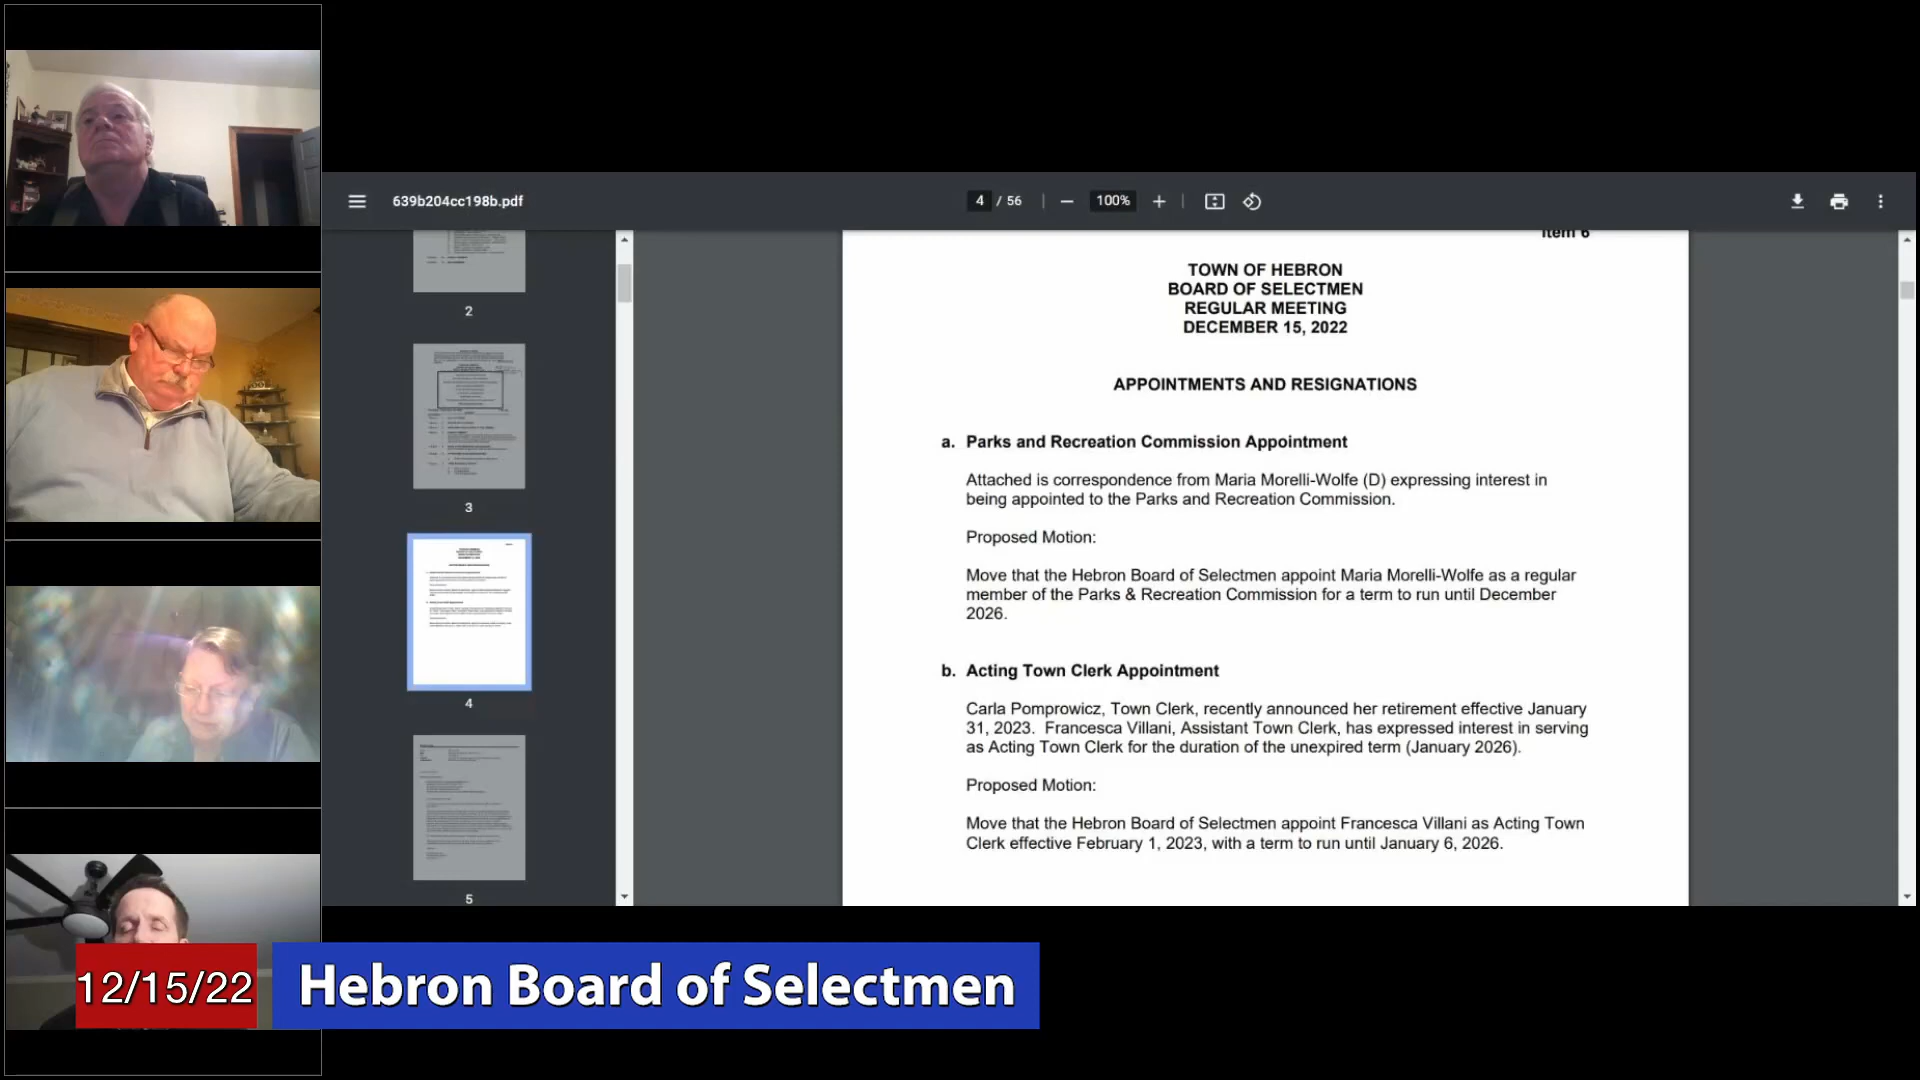 639b204cc198b.pdf
4 / 56
100%
2
3
4
5
Item 6
TOWN OF HEBRON
BOARD OF SELECTMEN
REGULAR MEETING
DECEMBER 15, 2022
APPOINTMENTS AND RESIGNATIONS
a. Parks and Recreation Commission Appointment
Attached is correspondence from Maria Morelli-Wolfe (D) expressing interest in
being appointed to the Parks and Recreation Commission.
Proposed Motion:
Move that the Hebron Board of Selectmen appoint Maria Morelli-Wolfe as a regular
member of the Parks & Recreation Commission for a term to run until December
2026.
b. Acting Town Clerk Appointment
Carla Pomprowicz, Town Clerk, recently announced her retirement effective January
31, 2023. Francesca Villani, Assistant Town Clerk, has expressed interest in serving
as Acting Town Clerk for the duration of the unexpired term (January 2026).
Proposed Motion:
Move that the Hebron Board of Selectmen appoint Francesca Villani as Acting Town
Clerk effective February 1, 2023, with a term to run until January 6, 2026.
12/15/22
Hebron Board of Selectmen